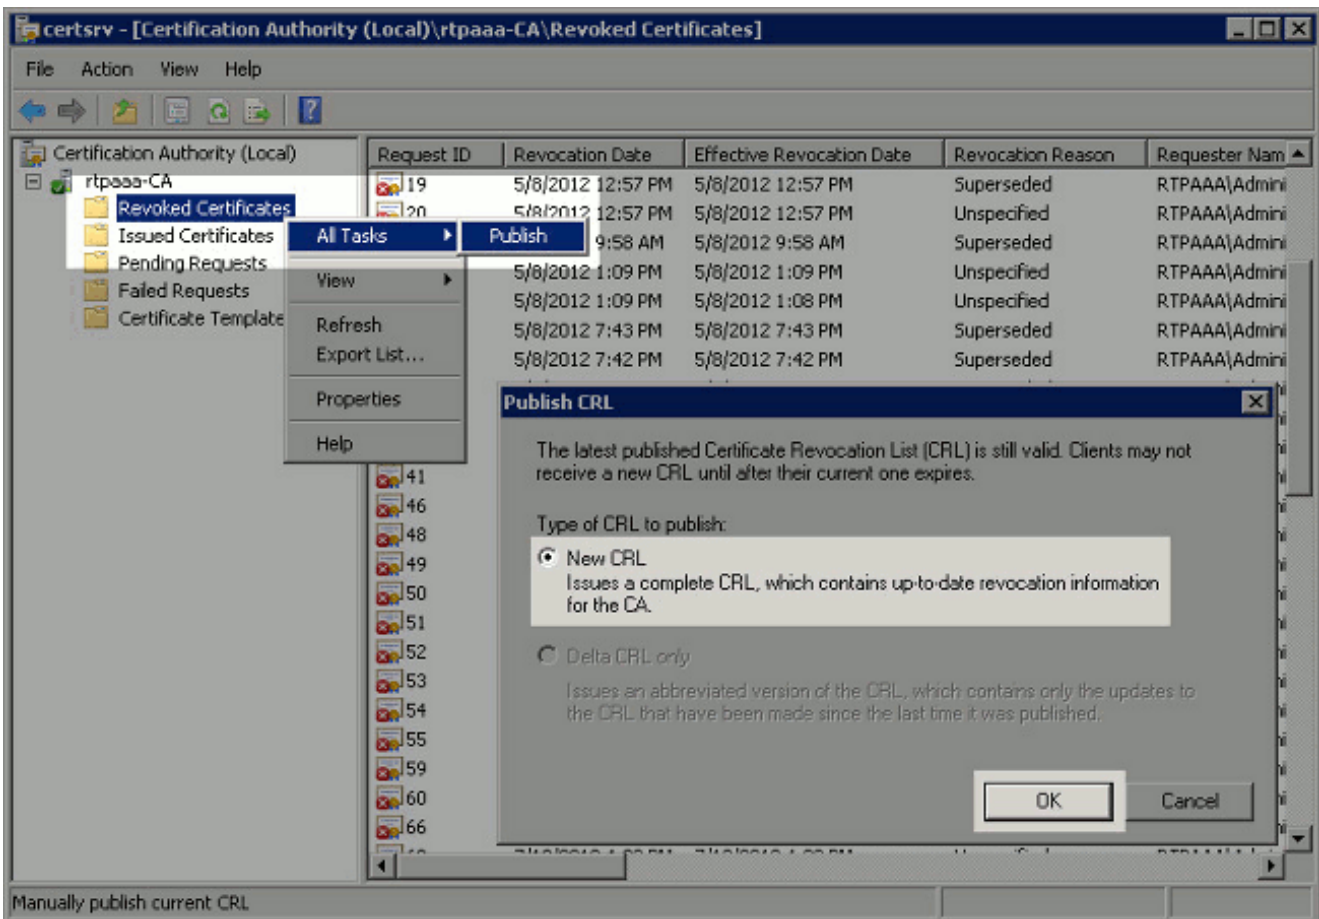 certsrv - [Certification Authority (Local)\rtpaaa-CA\Revoked Certificates]
File Action View Help
Certification Authority (Local)
rtpaaa-CA
Revoked Certificates
Issued Certificates
Pending Requests
Failed Requests
Certificate Template
All Tasks
Publish
View
Refresh
Export List...
Properties
Help
Request ID Revocation Date Effective Revocation Date Revocation Reason Requester Nam
19 5/8/2012 12:57 PM 5/8/2012 12:57 PM Superseded RTPAAA\Admini
20 5/8/2012 12:57 PM 5/8/2012 12:57 PM Unspecified RTPAAA\Admini
9:58 AM 5/8/2012 9:58 AM Superseded RTPAAA\Admini
5/8/2012 1:09 PM 5/8/2012 1:09 PM Unspecified RTPAAA\Admini
5/8/2012 1:09 PM 5/8/2012 1:08 PM Unspecified RTPAAA\Admini
5/8/2012 7:43 PM 5/8/2012 7:43 PM Superseded RTPAAA\Admini
5/8/2012 7:42 PM 5/8/2012 7:42 PM Superseded RTPAAA\Admini
41
46
48
49
50
51
52
53
54
55
59
60
66
Publish CRL
The latest published Certificate Revocation List (CRL) is still valid. Clients may not
receive a new CRL until after their current one expires.
Type of CRL to publish:
New CRL
Issues a complete CRL, which contains up-to-date revocation information
for the CA.
Delta CRL only
Issues an abbreviated version of the CRL, which contains only the updates to
the CRL that have been made since the last time it was published.
OK Cancel
Manually publish current CRL